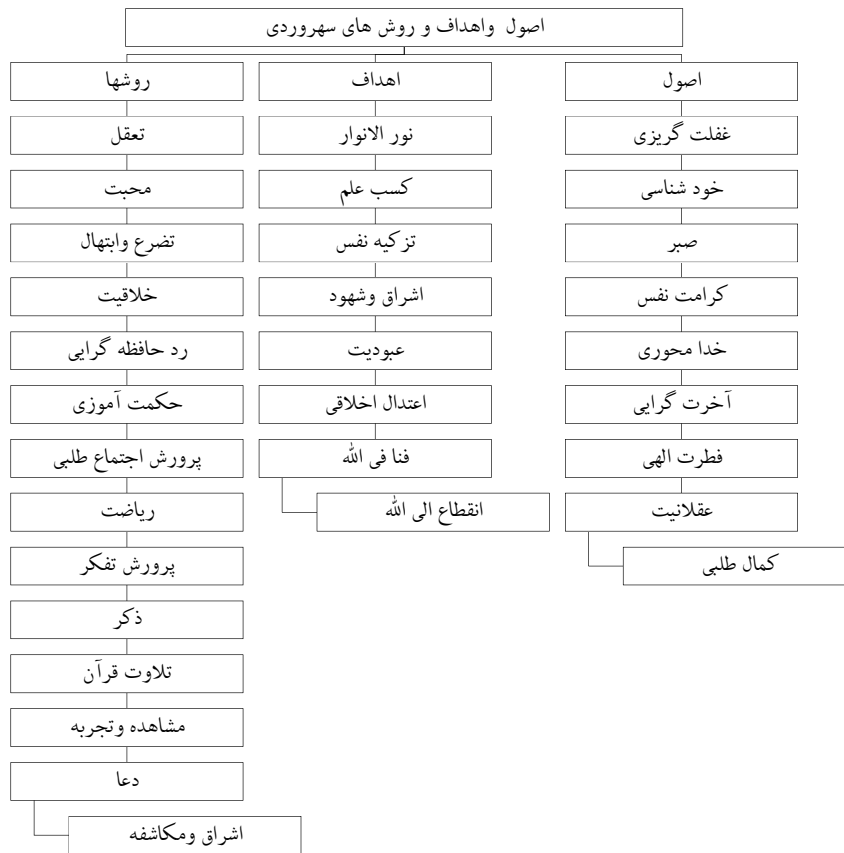 اصول واهداف و روش های سهروردی
اصول
غفلت گریزی
خود شناسی
صبر
کرامت نفس
خدا محوری
آخرت گرایی
فطرت الهی
عقلانیت
کمال طلبی
اهداف
نور الانوار
کسب علم
تزکیه نفس
اشراق وشهود
عبودیت
اعتدال اخلاقی
فنا فی الله
انقطاع الی الله
روشها
تعقل
محبت
تضرع وابتهال
خلاقیت
رد حافظه گرایی
حکمت آموزی
پرورش اجتماع طلبی
ریاضت
پرورش تفکر
ذکر
تلاوت قرآن
مشاهده وتجربه
دعا
اشراق ومکاشفه